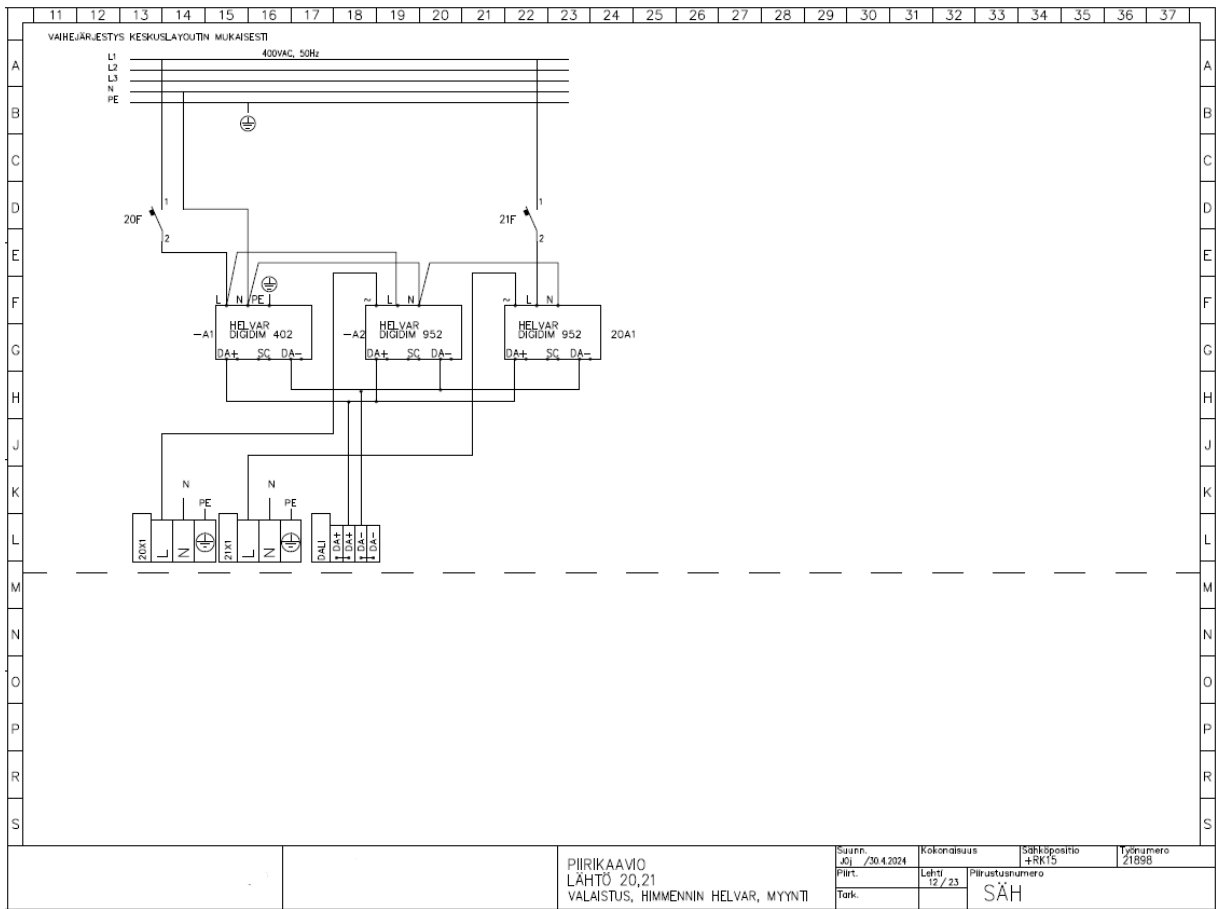 11 12 13 14 15 16 17 18 19 20 21 22 23 24 25 26 27 28 29 30 31 32 33 34 35 36 37
VAIHEJÄRJESTYS KESKUSLAYOUTIN MUKAISESTI
L1 400VAC, 50Hz
L2
L3
N
PE
A A
B B
C C
D D
E E
F F
G G
H H
J J
K K
L L
M M
N N
O O
P P
R R
S S
20F 1 2
21F 1 2
L N PE
~ L N
~ L N
-A1 HELVAR DIGIDIM 402
-A2 HELVAR DIGIDIM 952
HELVAR DIGIDIM 952 20A1
DA+ SC DA-
DA+ SC DA-
DA+ SC DA-
N PE
N PE
20X1 L N
21X1 L N
DALI DA+ DA+ DA- DA-
PIIRIKAAVIO
LÄHTÖ 20,21
VALAISTUS, HIMMENNIN HELVAR, MYYNTI
Suunn. JOj /30.4.2024
Kokonaisuus
Sähköpositio +RK15
Työnumero 21898
Piirt.
Lehti 12 / 23
Piirustusnumero
SÄH
Tark.